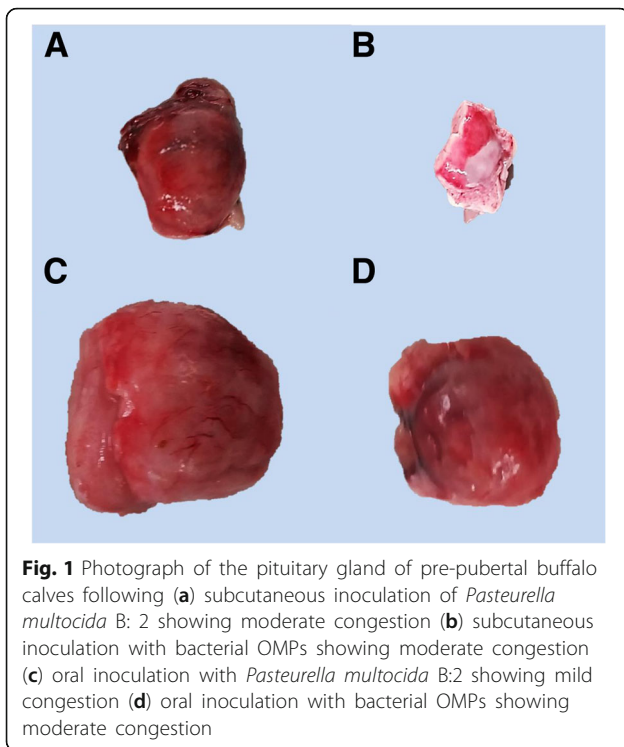 A
B
C
D
Fig. 1 Photograph of the pituitary gland of pre-pubertal buffalo
calves following (a) subcutaneous inoculation of Pasteurella
multocida B: 2 showing moderate congestion (b) subcutaneous
inoculation with bacterial OMPs showing moderate congestion
(c) oral inoculation with Pasteurella multocida B:2 showing mild
congestion (d) oral inoculation with bacterial OMPs showing
moderate congestion